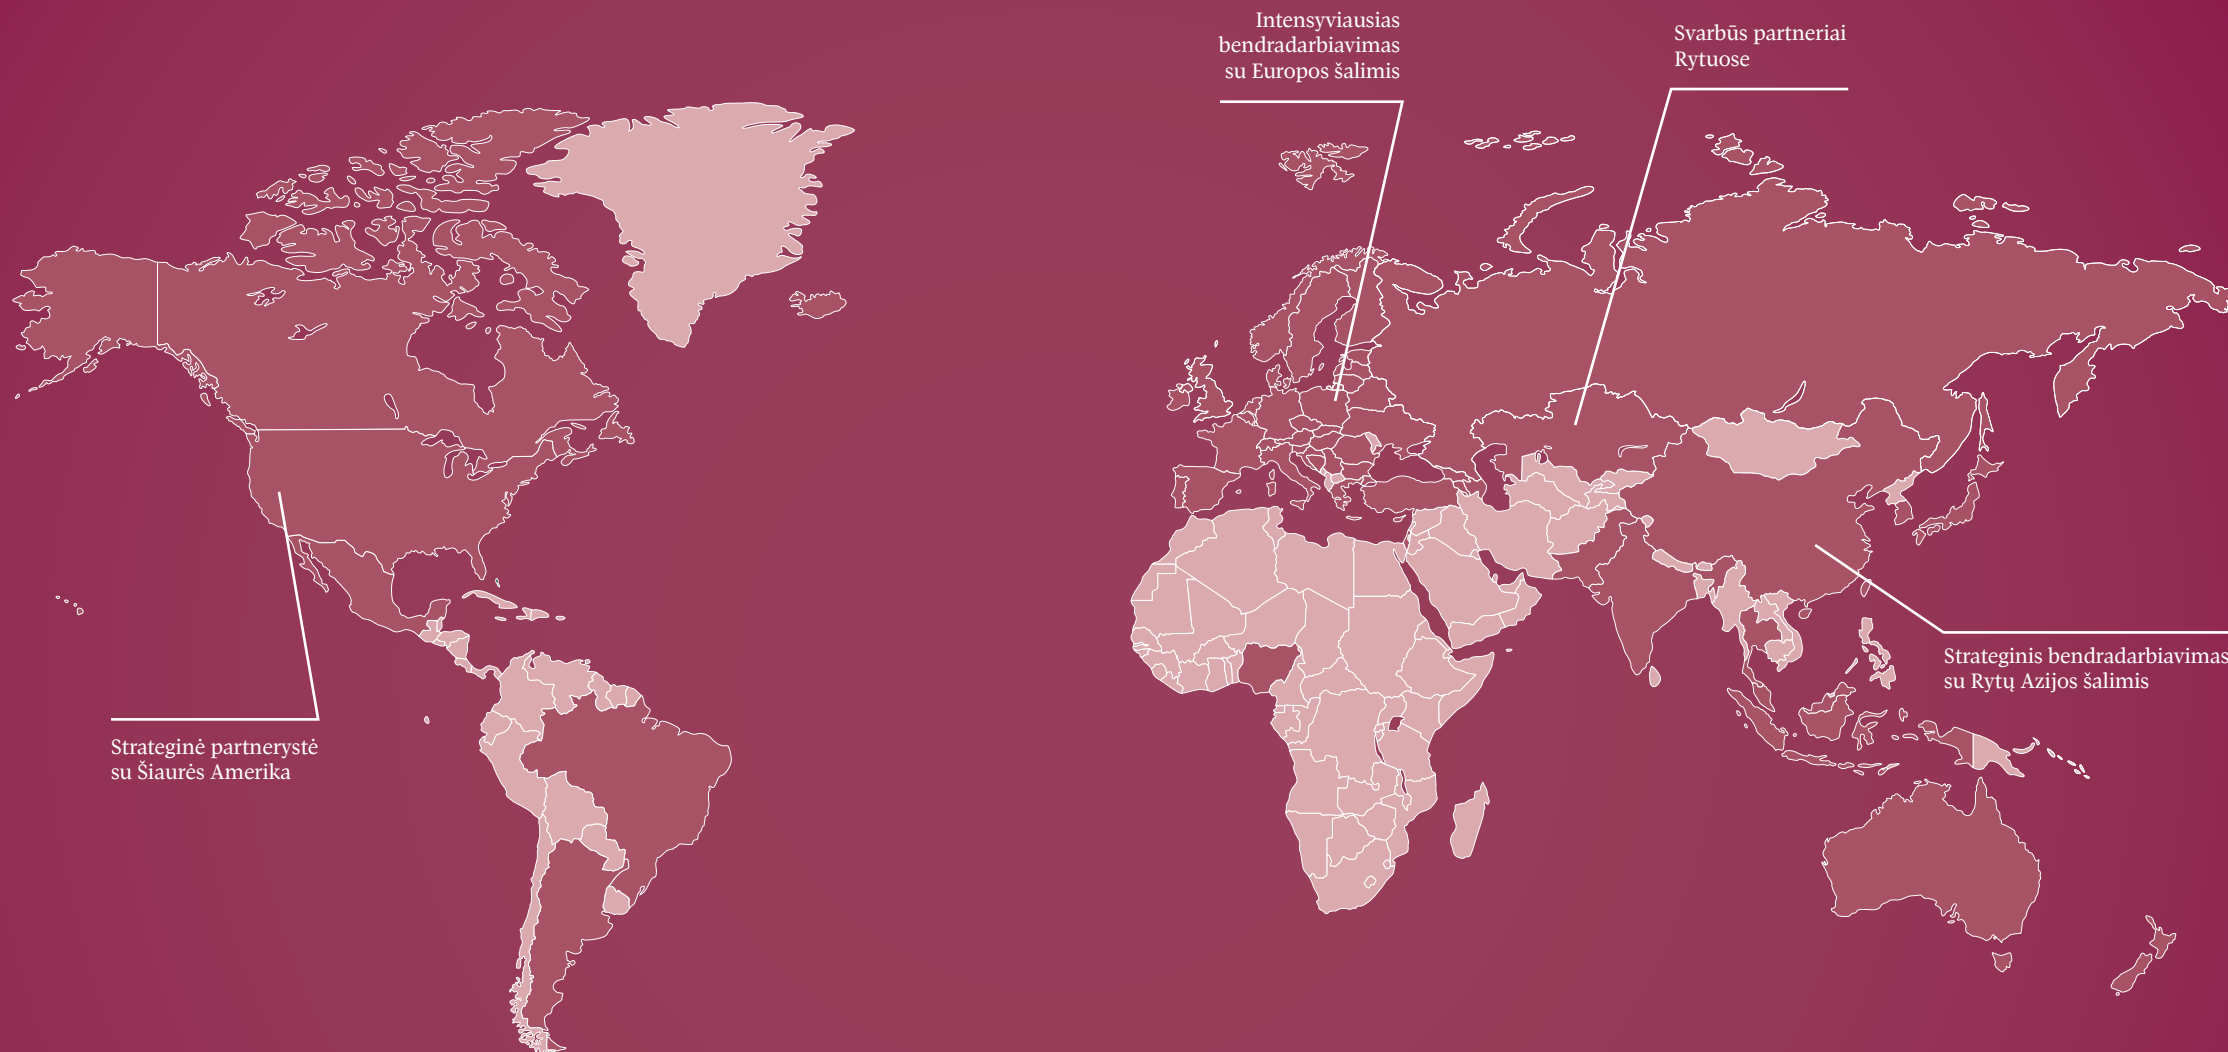 Intensyviausias
bendradarbiavimas
su Europos šalimis
Svarbūs partneriai
Rytuose
Strateginis bendradarbiavimas
su Rytų Azijos šalimis
Strateginė partnerystė
su Šiaurės Amerika